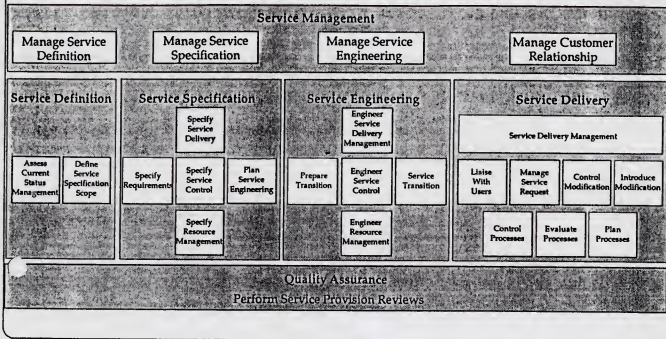 Service Management
Manage Service
Definition
Manage Service
Specification
Manage Service
Engineering
Manage Customer
Relationship
Service Definition
Assess
Current
Status
Management
Define
Service
Specification
Scope
Service Specification
Specify
Service
Delivery
Specify
Requirements
Specify
Service
Control
Plan
Service
Engineering
Specify
Resource
Management
Service Engineering
Engineer
Service
Delivery
Management
Prepare
Transition
Engineer
Service
Control
Service
Transition
Engineer
Resource
Management
Service Delivery
Service Delivery Management
Liaise
With
Users
Manage
Service
Request
Control
Modification
Introduce
Modification
Control
Processes
Evaluate
Processes
Plan
Processes
Quality Assurance
Perform Service Provision Reviews